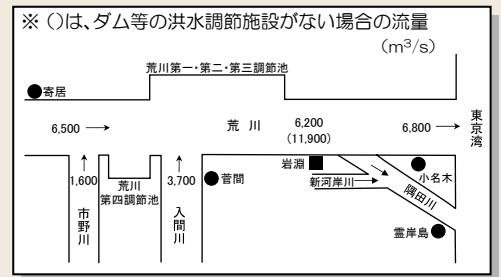 ※ ()は、ダム等の洪水調節施設がない場合の流量
(m³/s)
荒川第一・第二・第三調節池
●寄居
6,500 →
荒 川
6,200
(11,900)
6,800 →
東京湾
↑
1,600
市野川
荒川
第四調節池
↑
3,700
入間川
●菅間
岩淵
■
新河岸川 →
→
隅田川
●
小名木
霊岸島●